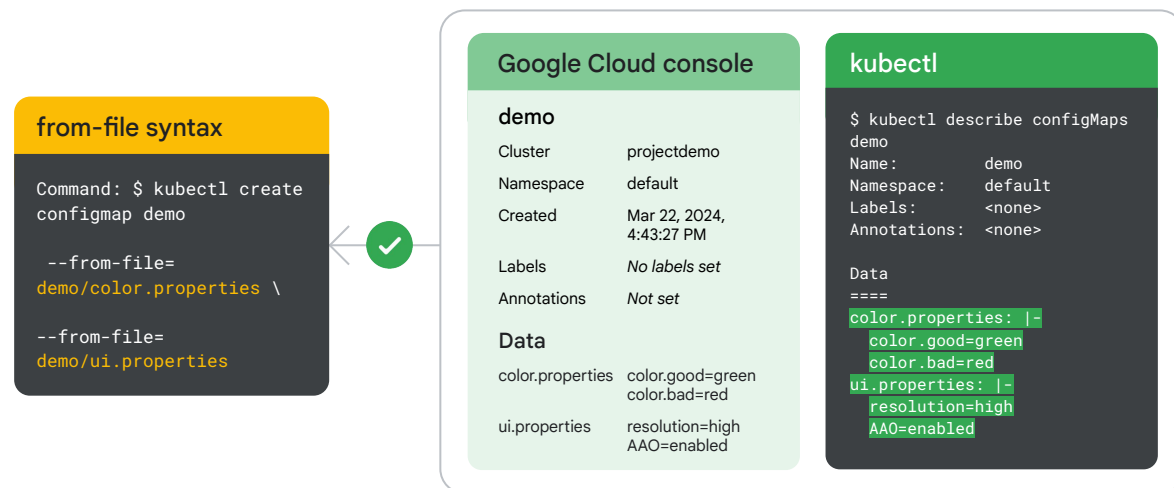 from-file syntax
Command: $ kubectl create
configmap demo
--from-file=
demo/color.properties \
--from-file=
demo/ui.properties
Google Cloud console
demo
Cluster projectdemo
Namespace default
Created Mar 22, 2024,
4:43:27 PM
Labels No labels set
Annotations Not set
Data
color.properties color.good=green
color.bad=red
ui.properties resolution=high
AAO=enabled
kubectl
$ kubectl describe configMaps
demo
Name: demo
Namespace: default
Labels: <none>
Annotations: <none>
Data
====
color.properties: |-
color.good=green
color.bad=red
ui.properties: |-
resolution=high
AAO=enabled